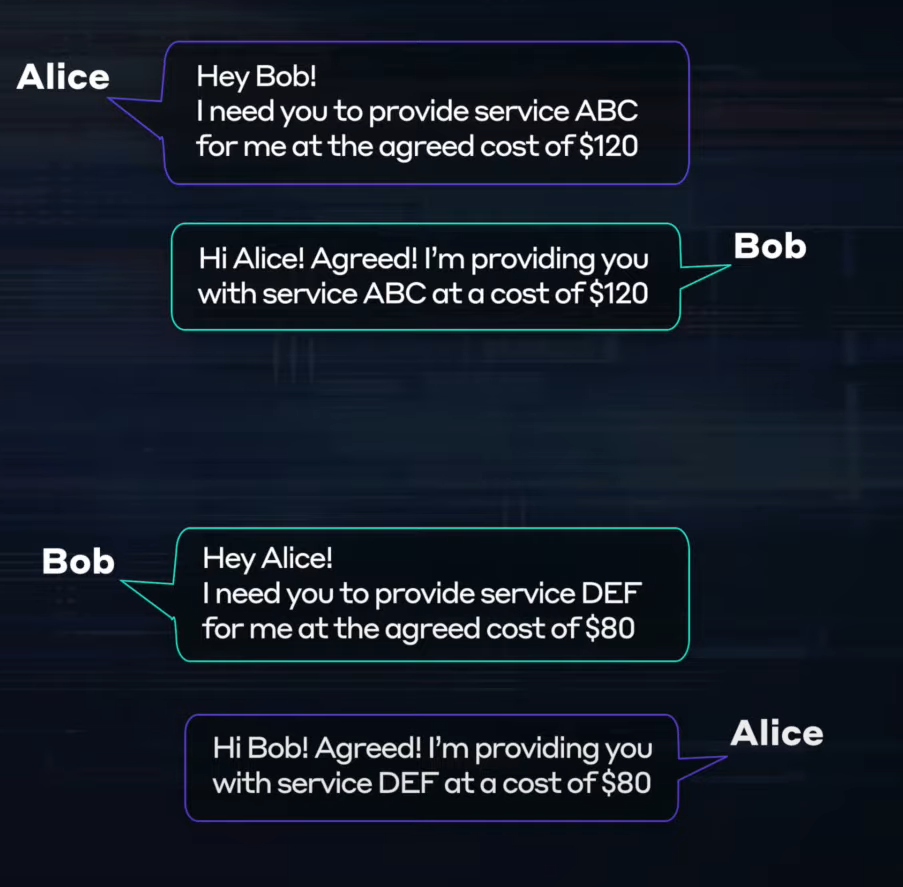 Alice
Hey Bob!
I need you to provide service ABC
for me at the agreed cost of $120
Bob
Hi Alice! Agreed! I'm providing you
with service ABC at a cost of $120
Bob
Hey Alice!
I need you to provide service DEF
for me at the agreed cost of $80
Alice
Hi Bob! Agreed! I'm providing you
with service DEF at a cost of $80